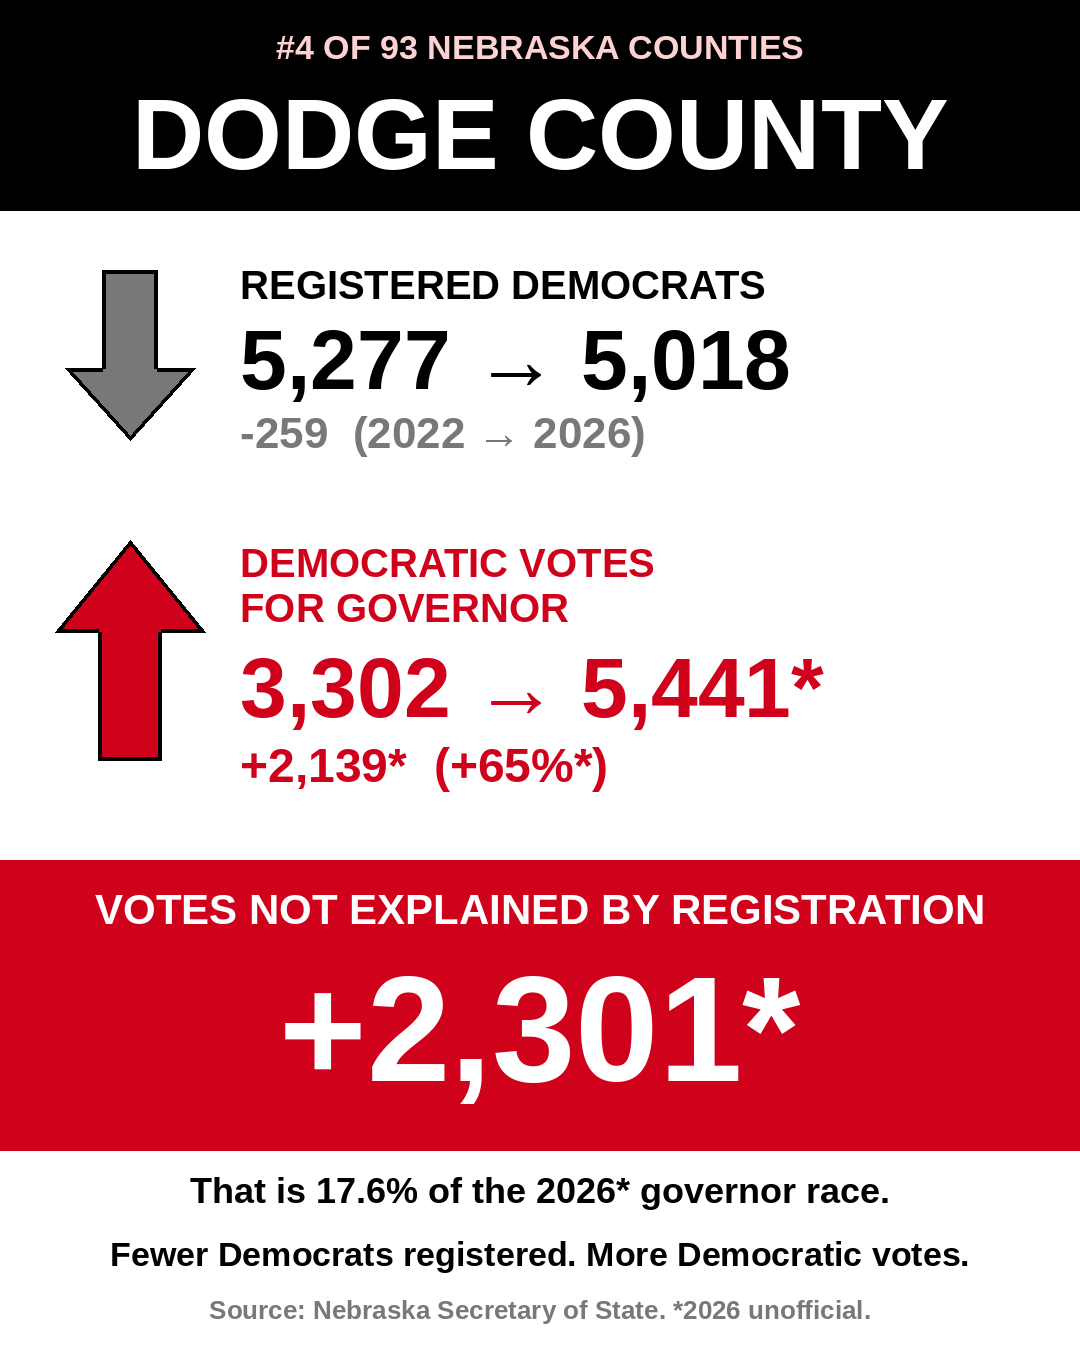 #4 OF 93 NEBRASKA COUNTIES
DODGE COUNTY
REGISTERED DEMOCRATS
5,277 → 5,018
-259 (2022 → 2026)
DEMOCRATIC VOTES
FOR GOVERNOR
3,302 → 5,441*
+2,139* (+65%*)
VOTES NOT EXPLAINED BY REGISTRATION
+2,301*
That is 17.6% of the 2026* governor race.
Fewer Democrats registered. More Democratic votes.
Source: Nebraska Secretary of State. *2026 unofficial.